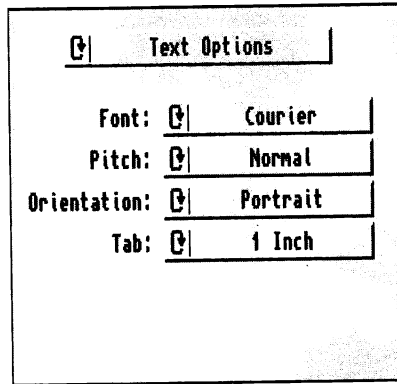 Text Options
Font: Courier
Pitch: Normal
Orientation: Portrait
Tab: 1 Inch